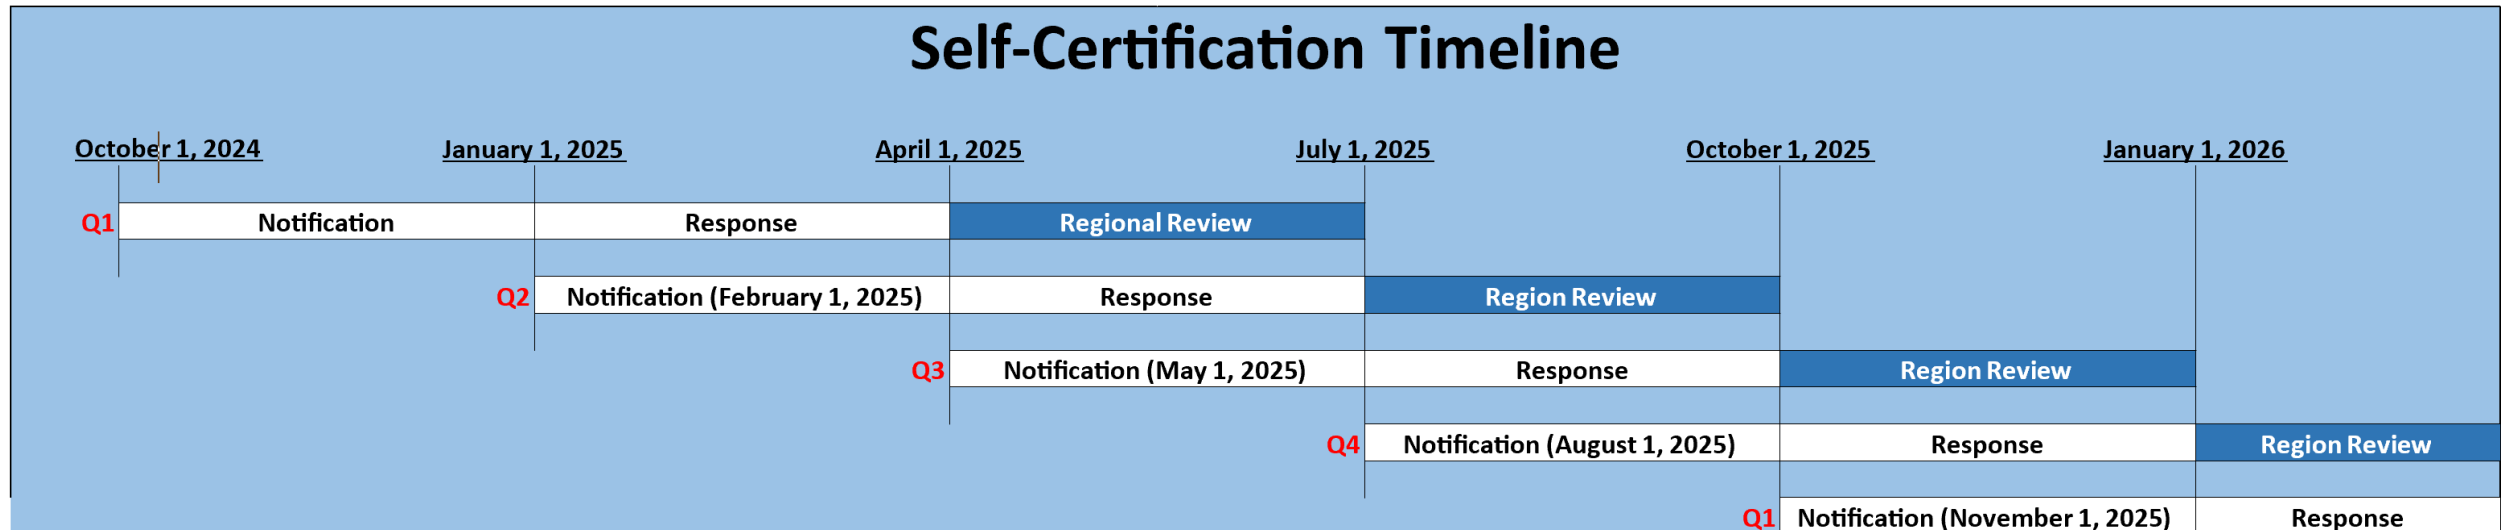 Self-Certification Timeline
October 1, 2024 January 1, 2025 April 1, 2025 July 1, 2025 October 1, 2025 January 1, 2026
Q1 Notification Response Regional Review
Q2 Notification (February 1, 2025) Response Region Review
Q3 Notification (May 1, 2025) Response Region Review
Q4 Notification (August 1, 2025) Response Region Review
Q1 Notification (November 1, 2025) Response